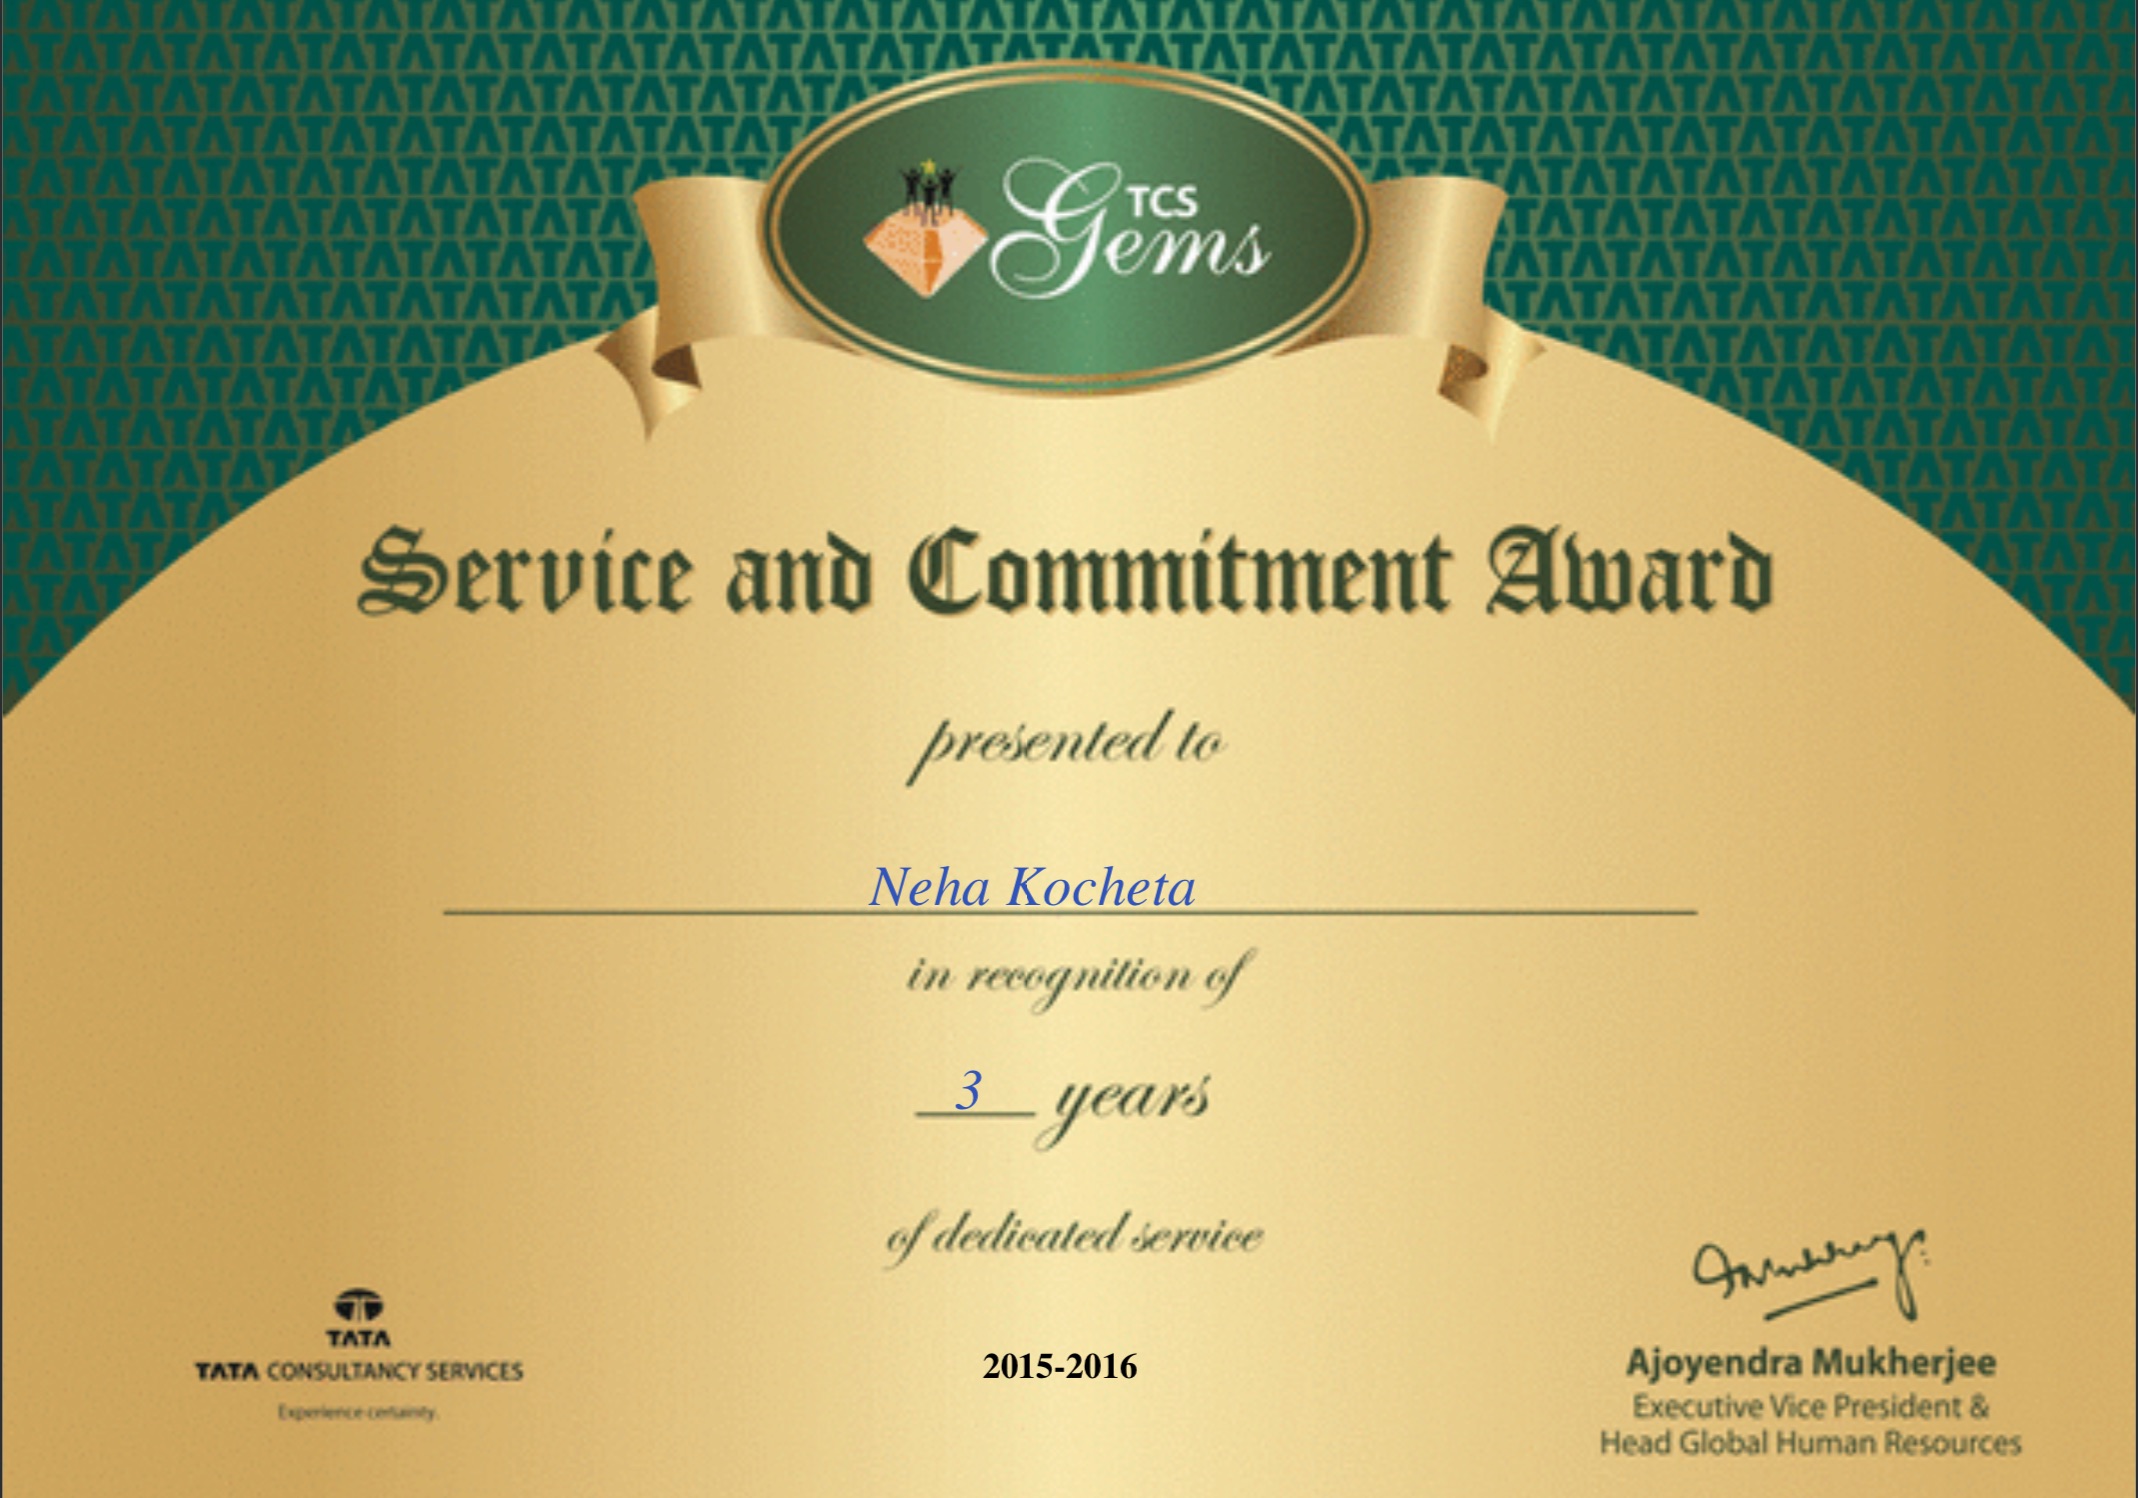 TCS
Gems
Service and Commitment Award
presented to
Neha Kocheta
in recognition of
3 years
of dedicated service
TATA
TATA CONSULTANCY SERVICES
Experience certainty.
2015-2016
Ajoyendra Mukherjee
Executive Vice President &
Head Global Human Resources